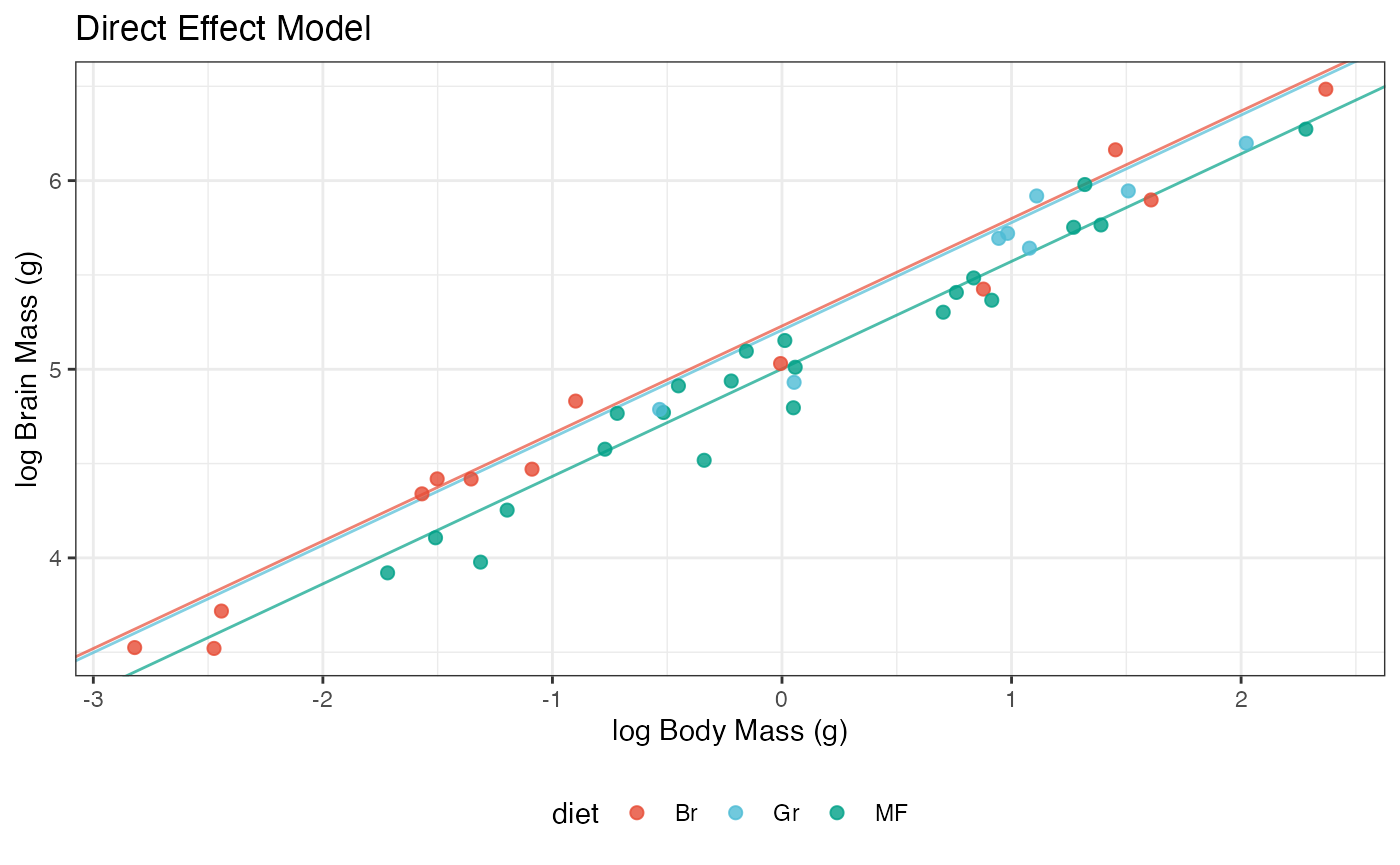 Direct Effect Model
log Brain Mass (g)
6
5
4
-3 -2 -1 0 1 2
log Body Mass (g)
diet Br Gr MF